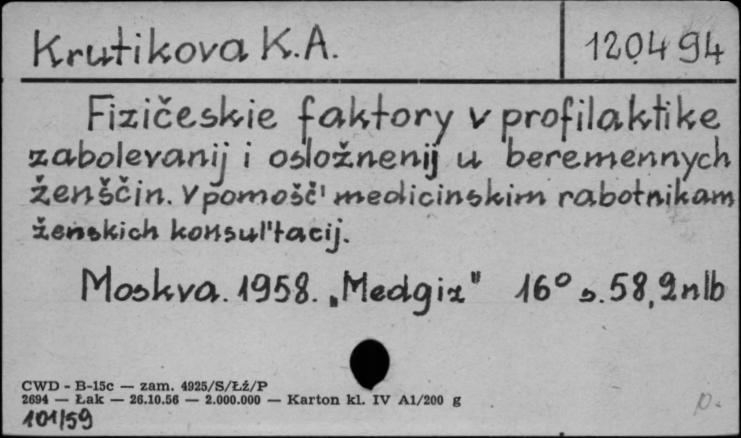 Krutikova K.A.
120494
Fizičeskie faktory v profilaktike
zabolevanij i osložnenij u beremennych
ženščin. V pomošč' medicinskim rabotnikam
ženskich konsul'tacij.
Moskva. 1958. „Medgiz" 16° s. 58, 2nlb
CWD - B-15c — zam. 4925/S/Łź/P
2694 — Łak — 26.10.56 — 2.000.000 — Karton kl. IV A1/200 g
101/59
p.